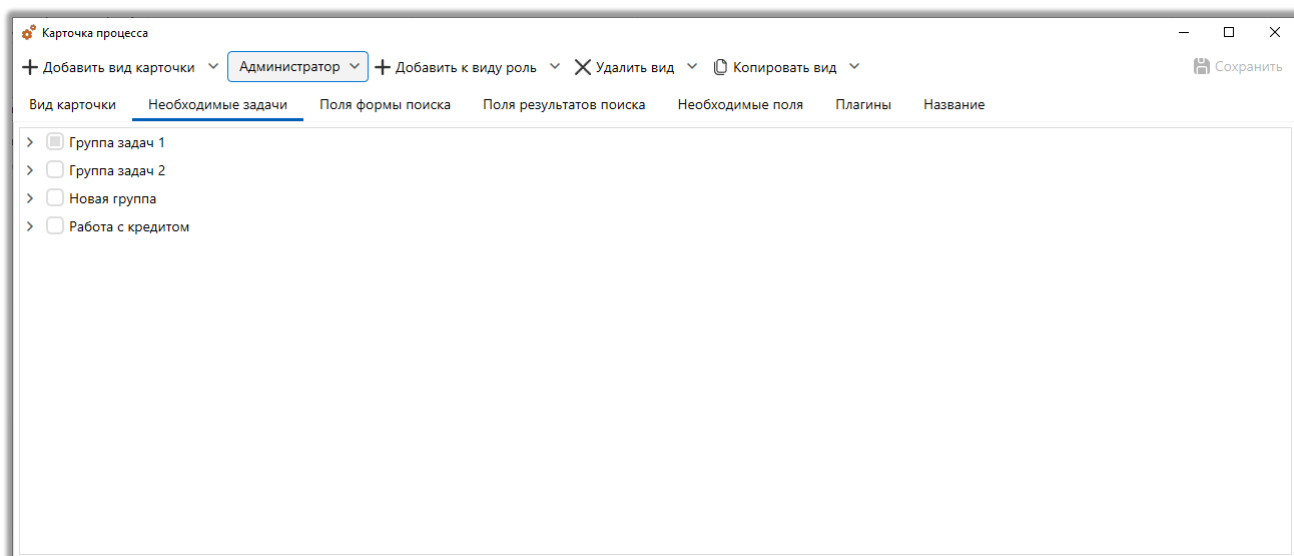 Карточка процесса
Добавить вид карточки Администратор Добавить к виду роль Удалить вид Копировать вид Сохранить
Вид карточки Необходимые задачи Поля формы поиска Поля результатов поиска Необходимые поля Плагины Название
Группа задач 1
Группа задач 2
Новая группа
Работа с кредитом